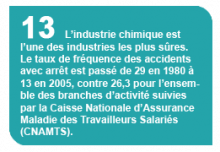 13 L’industrie chimique est
l’une des industries les plus sûres.
Le taux de fréquence des accidents
avec arrêt est passé de 29 en 1980 à
13 en 2005, contre 26,3 pour l’ensem-
ble des branches d’activité suivies
par la Caisse Nationale d’Assurance
Maladie des Travailleurs Salariés
(CNAMTS).